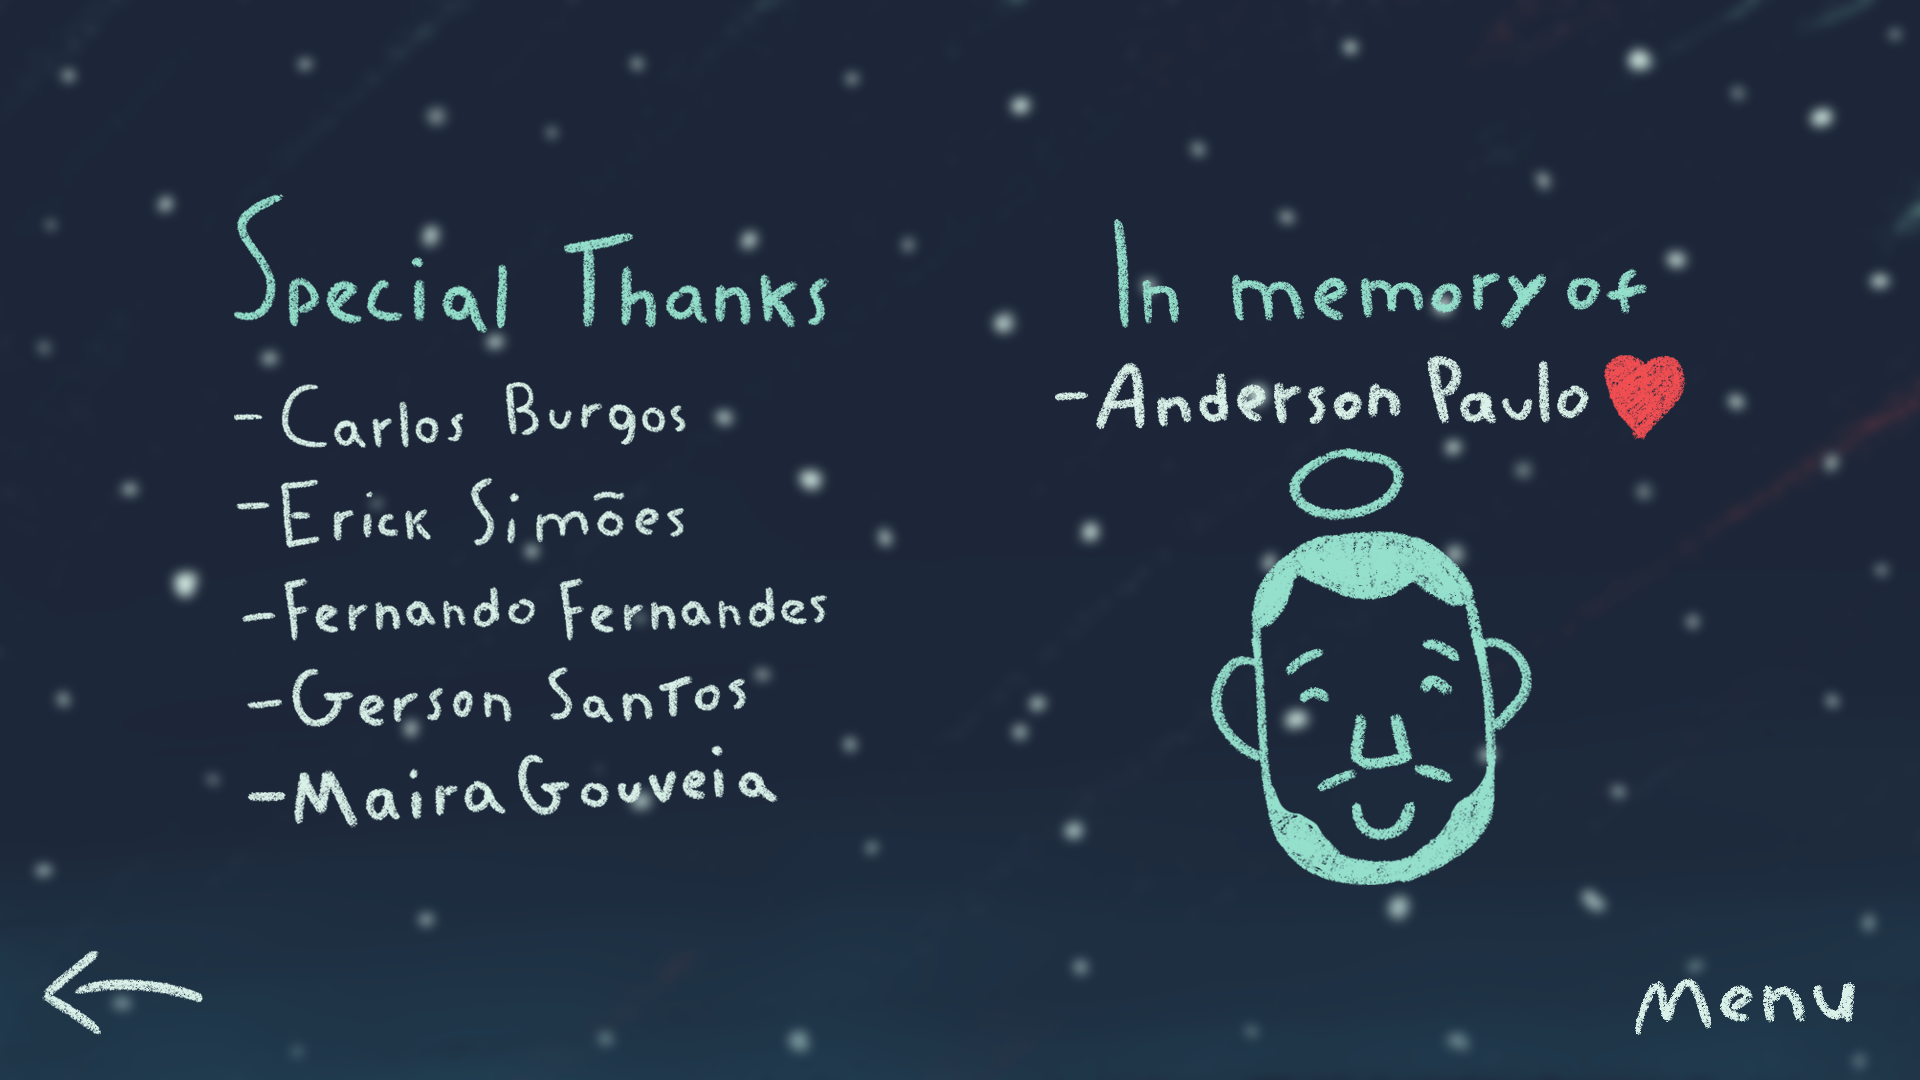 Special Thanks
- Carlos Burgos
- Erick Simões
- Fernando Fernandes
- Gerson Santos
- Maira Gouveia
In memory of
- Anderson Paulo
Menu